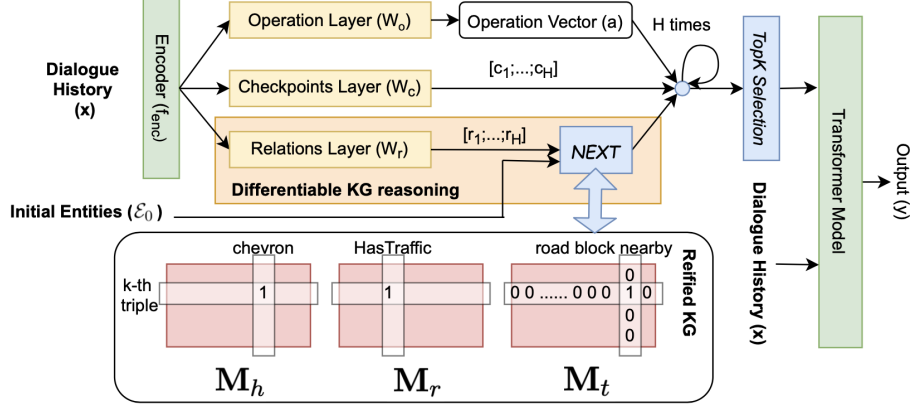 Dialogue
History
(x)
Encoder (f_enc)
Operation Layer (W_o)
Operation Vector (a)
H times
Checkpoints Layer (W_c)
[c_1;...;c_H]
Relations Layer (W_r)
[r_1;...;r_H]
NEXT
Differentiable KG reasoning
Initial Entities (ℰ_0)
TopK Selection
Transformer Model
Output (y)
Dialogue History (x)
chevron
HasTraffic
road block nearby
Reified KG
k-th
triple
1
1
0
0 0 ...... 0 0 0 1 0
0
0
M_h
M_r
M_t